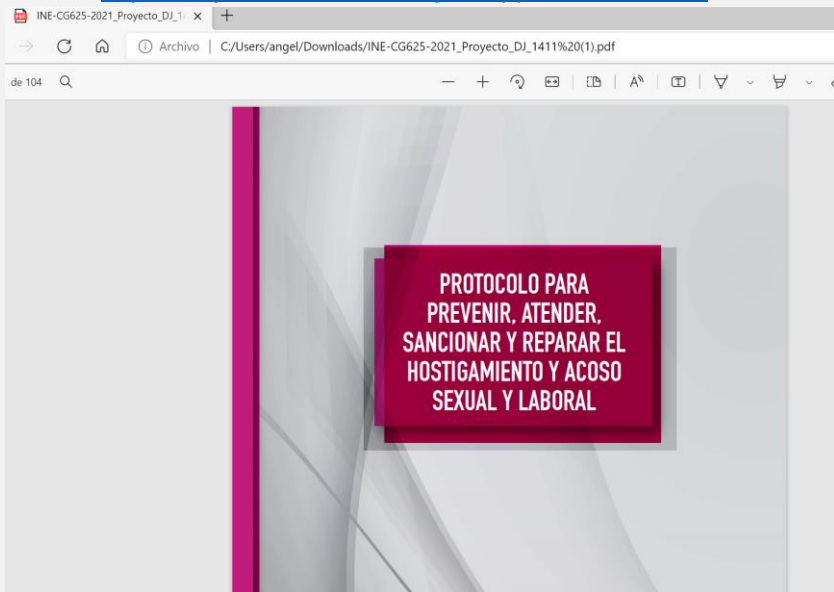 INE-CG625-2021_Proyecto_DJ_14
Archivo | C:/Users/angel/Downloads/INE-CG625-2021_Proyecto_DJ_1411%20(1).pdf
de 104
PROTOCOLO PARA
PREVENIR, ATENDER,
SANCIONAR Y REPARAR EL
HOSTIGAMIENTO Y ACOSO
SEXUAL Y LABORAL